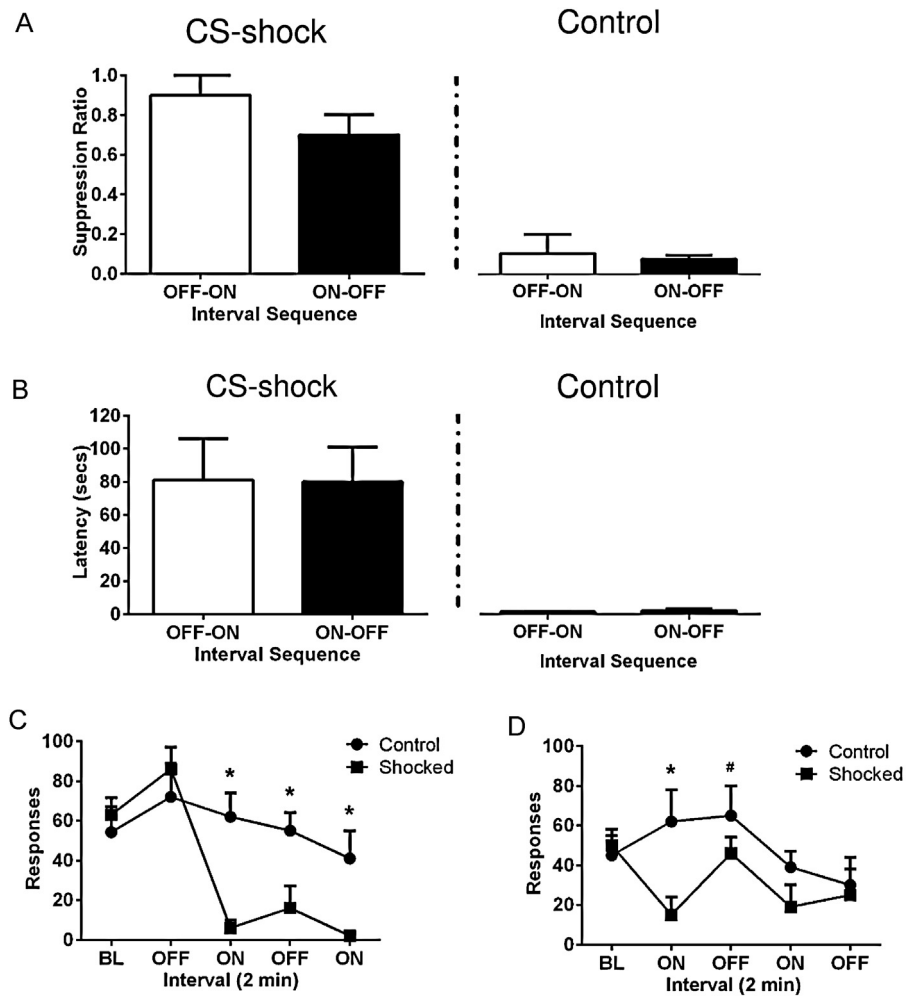 A
CS-shock
Control
Suppression Ratio
1.0
0.8
0.6
0.4
0.2
0.0
OFF-ON
ON-OFF
Interval Sequence
OFF-ON
ON-OFF
Interval Sequence
B
CS-shock
Control
Latency (secs)
120
100
80
60
40
20
0
OFF-ON
ON-OFF
Interval Sequence
OFF-ON
ON-OFF
Interval Sequence
C
Responses
100
80
60
40
20
0
Control
Shocked
*
*
*
BL
OFF
ON
OFF
ON
Interval (2 min)
D
Responses
100
80
60
40
20
0
Control
Shocked
*
#
BL
ON
OFF
ON
OFF
Interval (2 min)